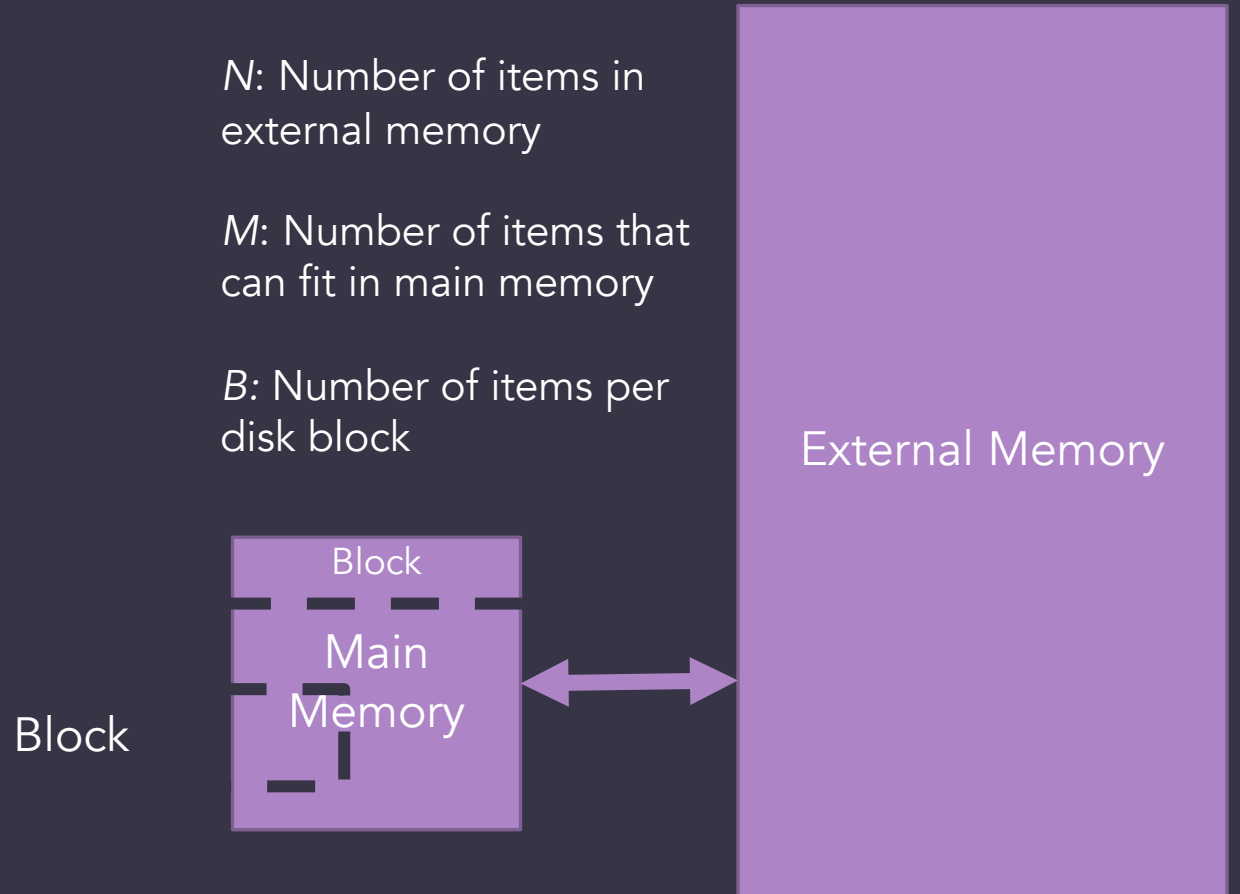 N: Number of items in
external memory
M: Number of items that
can fit in main memory
B: Number of items per
disk block
External Memory
Block
Main
Memory
Block